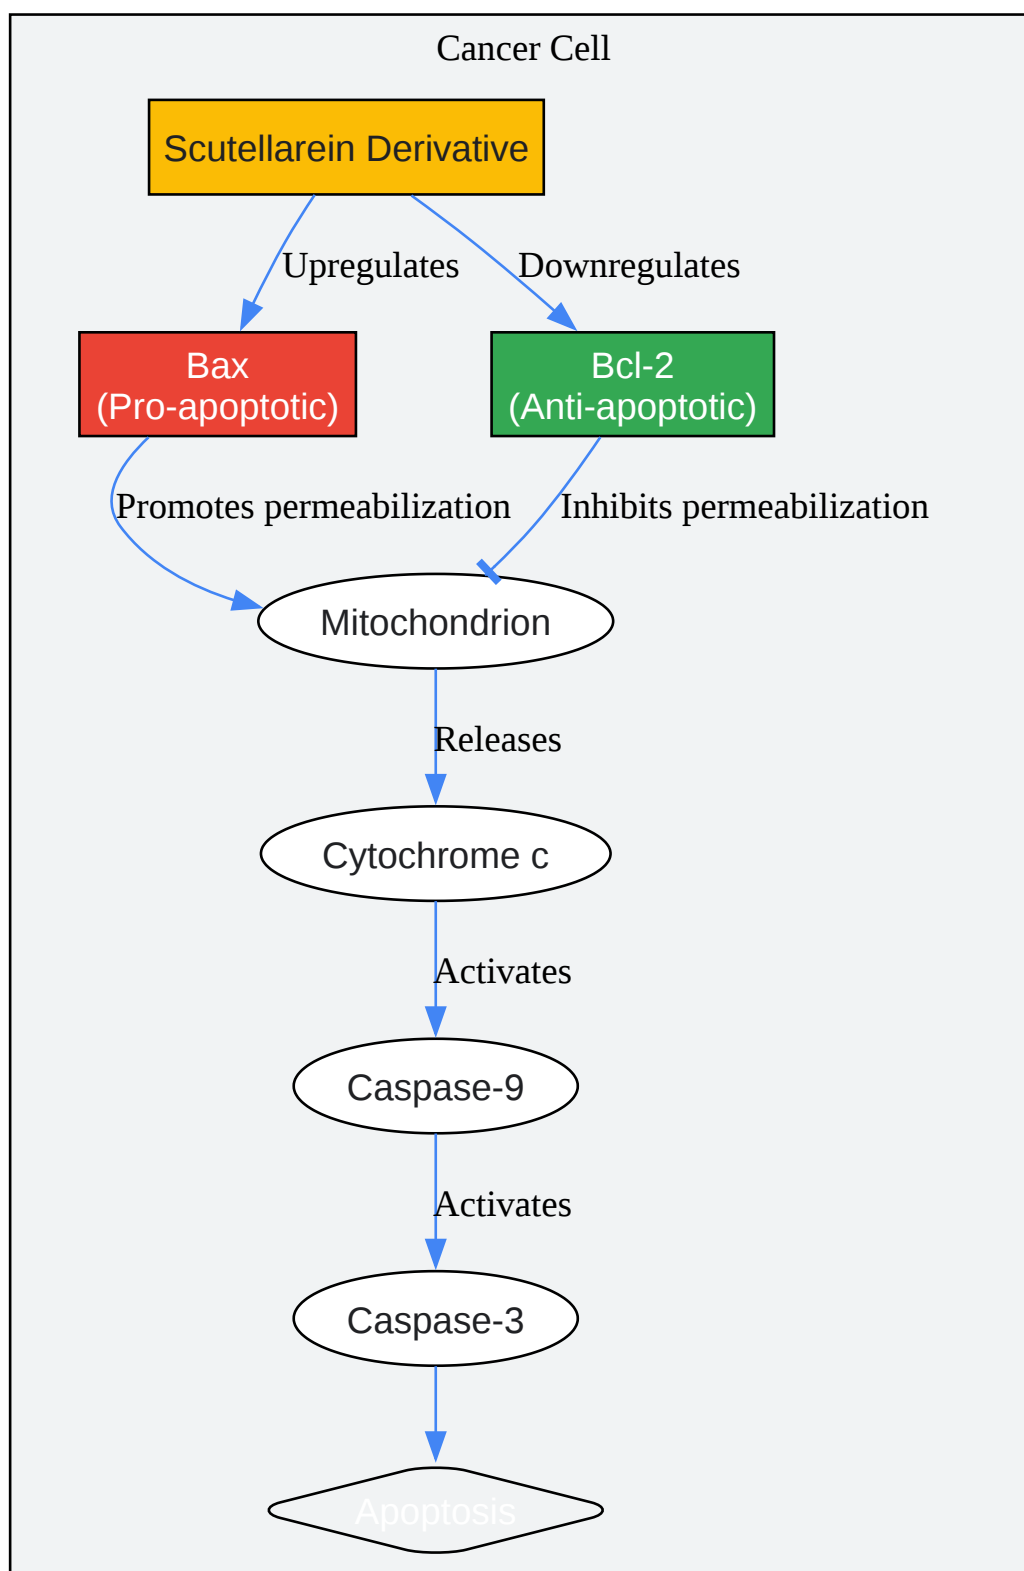 Cancer Cell
Scutellarein Derivative
Upregulates
Downregulates
Bax
(Pro-apoptotic)
Bcl-2
(Anti-apoptotic)
Promotes permeabilization
Inhibits permeabilization
Mitochondrion
Releases
Cytochrome c
Activates
Caspase-9
Activates
Caspase-3
Apoptosis